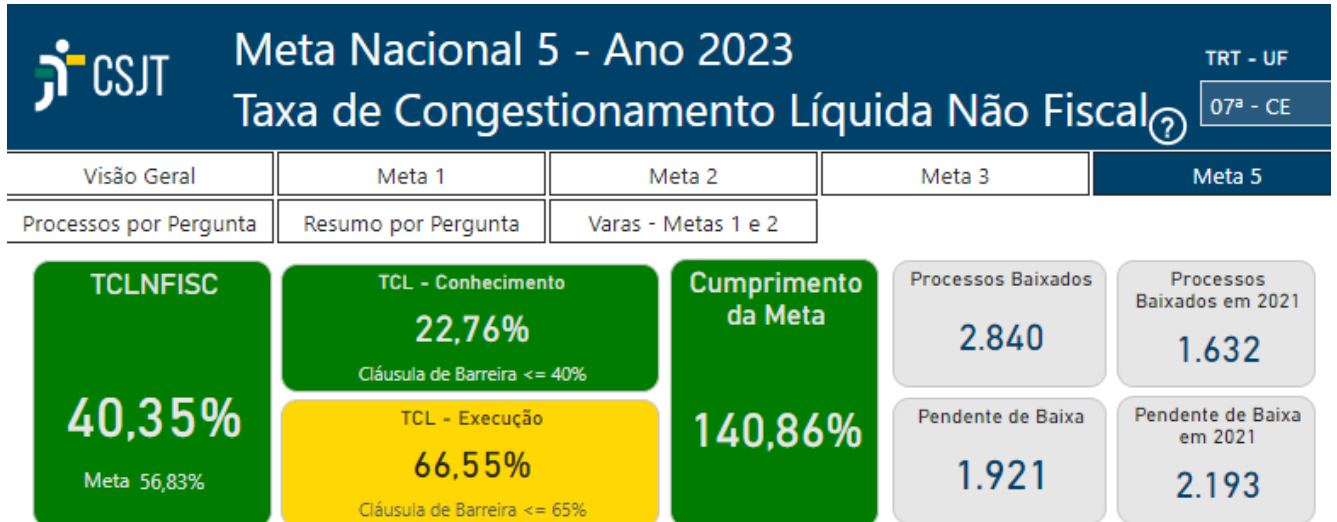 CSJT
Meta Nacional 5 - Ano 2023
Taxa de Congestionamento Líquida Não Fiscal ?
TRT - UF
07ª - CE
Visão Geral
Meta 1
Meta 2
Meta 3
Meta 5
Processos por Pergunta
Resumo por Pergunta
Varas - Metas 1 e 2
TCLNFISC
40,35%
Meta 56,83%
TCL - Conhecimento
22,76%
Cláusula de Barreira <= 40%
TCL - Execução
66,55%
Cláusula de Barreira <= 65%
Cumprimento
da Meta
140,86%
Processos Baixados
2.840
Processos
Baixados em 2021
1.632
Pendente de Baixa
1.921
Pendente de Baixa
em 2021
2.193